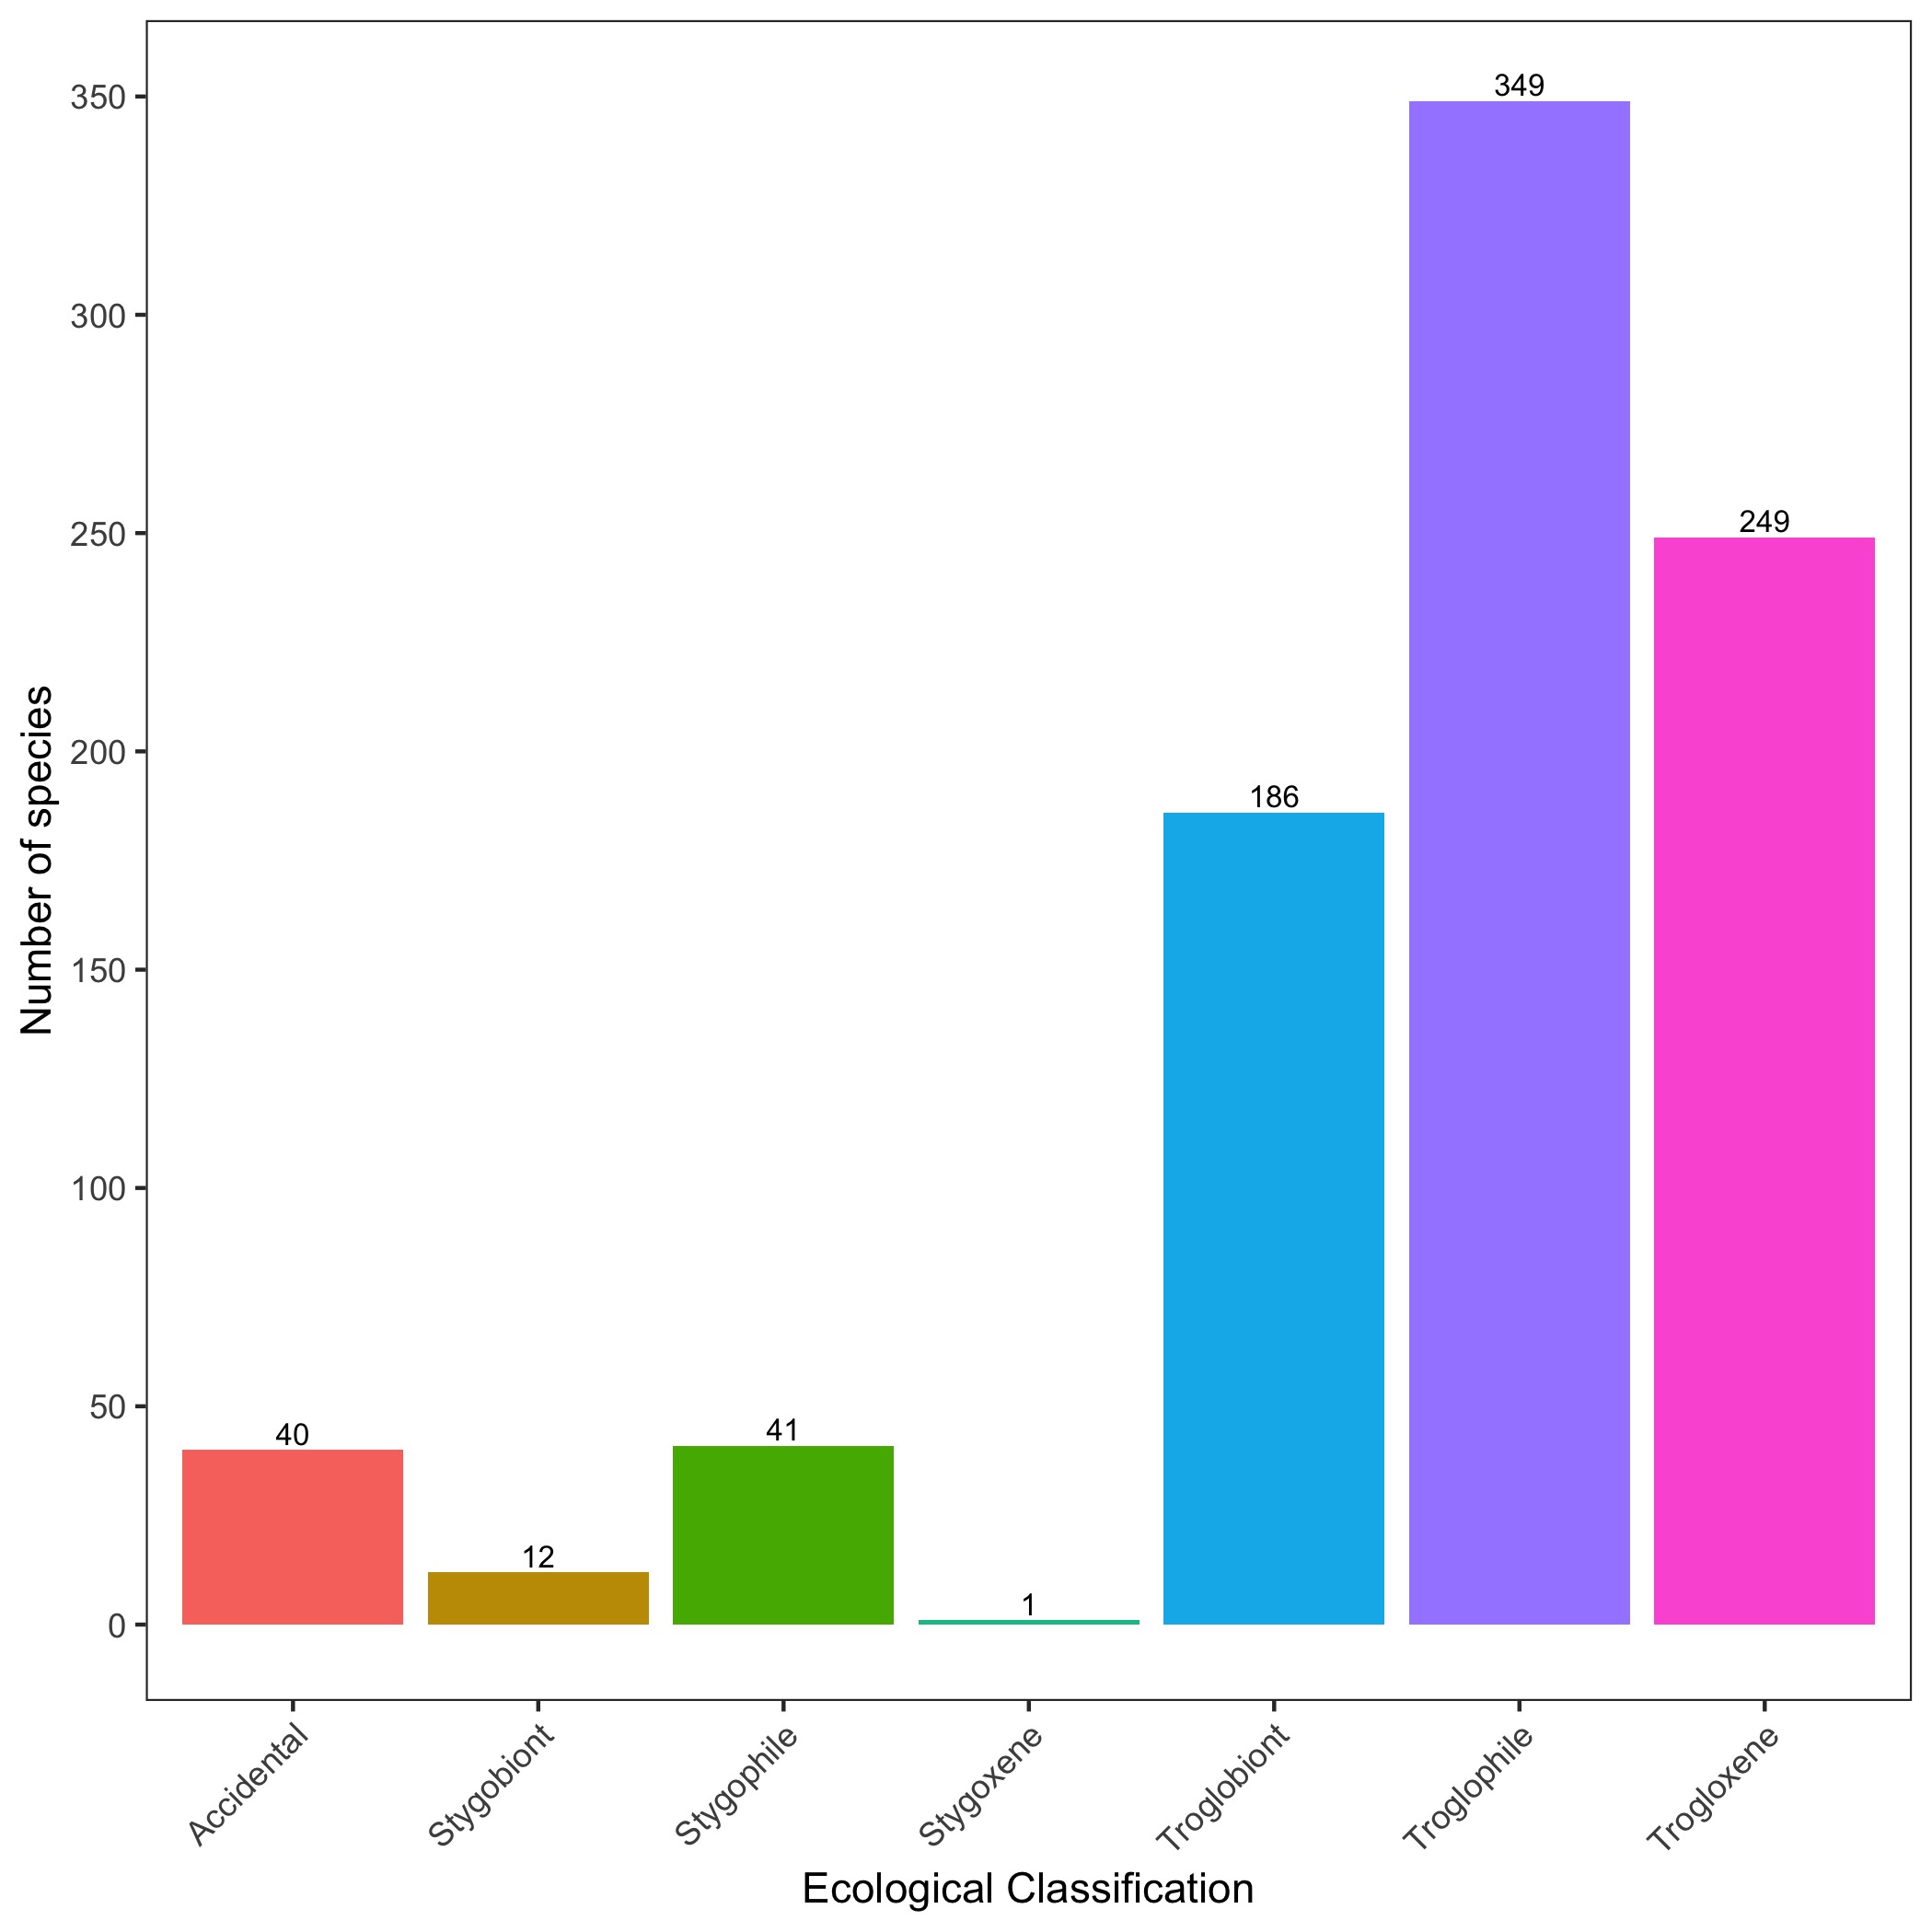 350
300
250
200
150
100
50
0
Number of species
40
12
41
1
186
349
249
Accidental
Stygobiont
Stygophile
Stygoxene
Troglobiont
Troglophile
Trogloxene
Ecological Classification